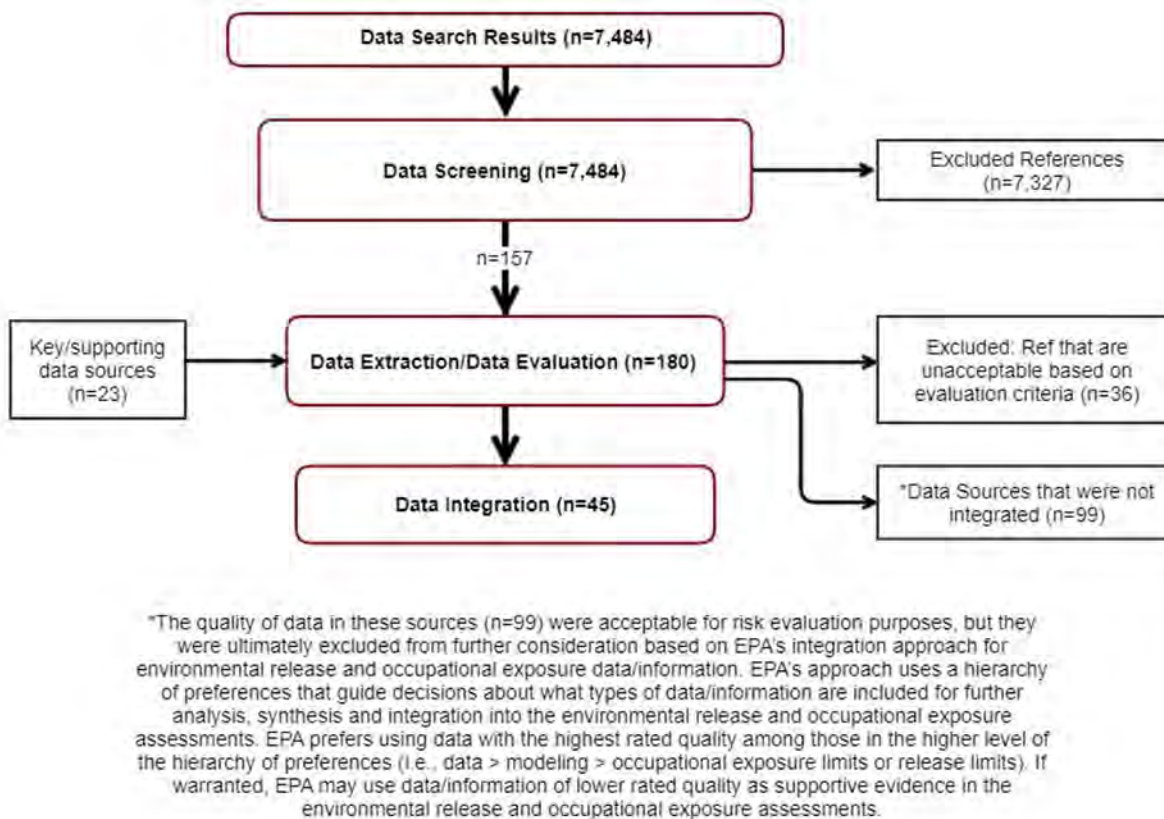 Data Search Results (n=7,484)
Data Screening (n=7,484)
Excluded References
(n=7,327)
n=157
Key/supporting
data sources
(n=23)
Data Extraction/Data Evaluation (n=180)
Excluded: Ref that are
unacceptable based on
evaluation criteria (n=36)
Data Integration (n=45)
*Data Sources that were not
integrated (n=99)
*The quality of data in these sources (n=99) were acceptable for risk evaluation purposes, but they
were ultimately excluded from further consideration based on EPA's integration approach for
environmental release and occupational exposure data/information. EPA's approach uses a hierarchy
of preferences that guide decisions about what types of data/information are included for further
analysis, synthesis and integration into the environmental release and occupational exposure
assessments. EPA prefers using data with the highest rated quality among those in the higher level of
the hierarchy of preferences (i.e., data > modeling > occupational exposure limits or release limits). If
warranted, EPA may use data/information of lower rated quality as supportive evidence in the
environmental release and occupational exposure assessments.